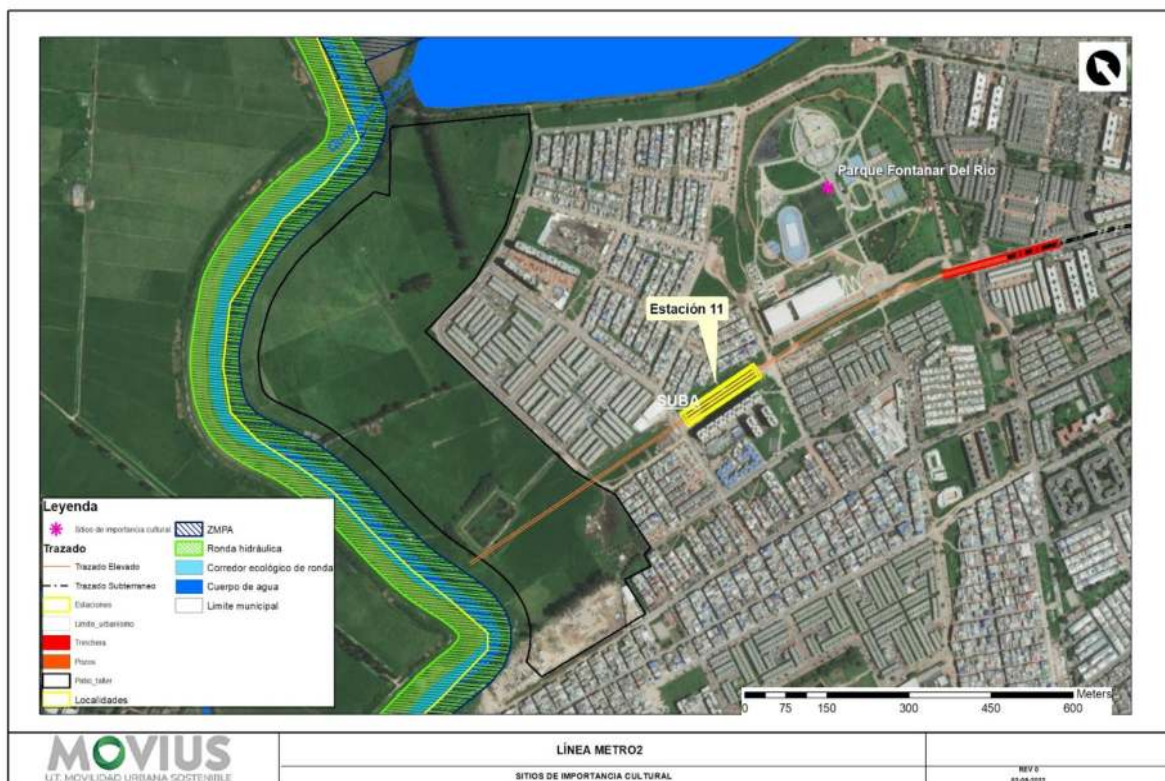 Parque Fontanar Del Rio
Estación 11
SUBA
Leyenda
Sitios de importancia cultural
Trazado
Trazado Elevado
Trazado Subterraneo
Estaciones
Limite_urbanismo
Trinchera
Pozos
Patio_taller
Localidades
ZMPA
Ronda hidráulica
Corredor ecológico de ronda
Cuerpo de agua
Limite municipal
Meters
0 75 150 300 450 600
MOVIUS
U.T. MOVILIDAD URBANA SOSTENIBLE
LÍNEA METRO2
SITIOS DE IMPORTANCIA CULTURAL
REV 0